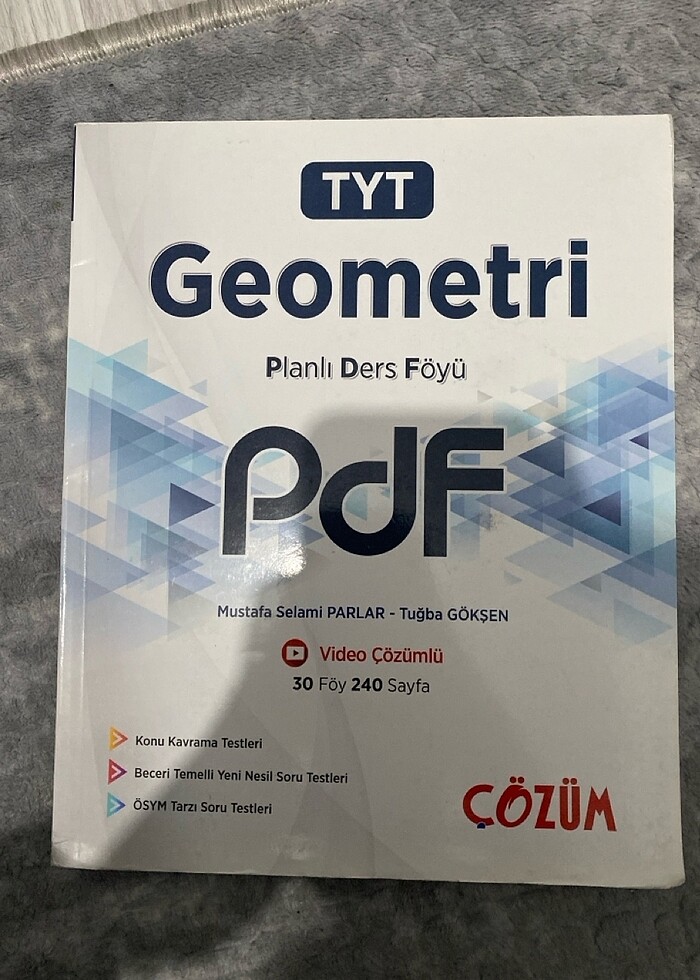 TYT
Geometri
Planlı Ders Föyü
PdF
Mustafa Selami PARLAR - Tuğba GÖKŞEN
Video Çözümlü
30 Föy 240 Sayfa
Konu Kavrama Testleri
Beceri Temelli Yeni Nesil Soru Testleri
ÖSYM Tarzı Soru Testleri
ÇÖZÜM